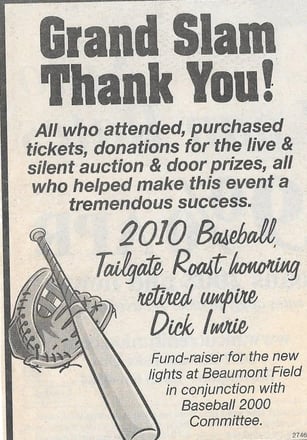 Grand Slam
Thank You!
All who attended, purchased
tickets, donations for the live &
silent auction & door prizes, all
who helped make this event a
tremendous success.
2010 Baseball
Tailgate Roast honoring
retired umpire
Dick Imrie
Fund-raiser for the new
lights at Beaumont Field
in conjunction with
Baseball 2000
Committee.
2746